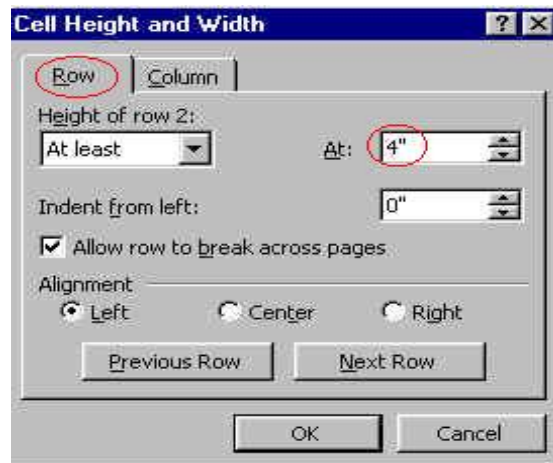 Cell Height and Width
Row Column
Height of row 2:
At least At: 4"
Indent from left: 0"
Allow row to break across pages
Alignment
Left Center Right
Previous Row Next Row
OK Cancel